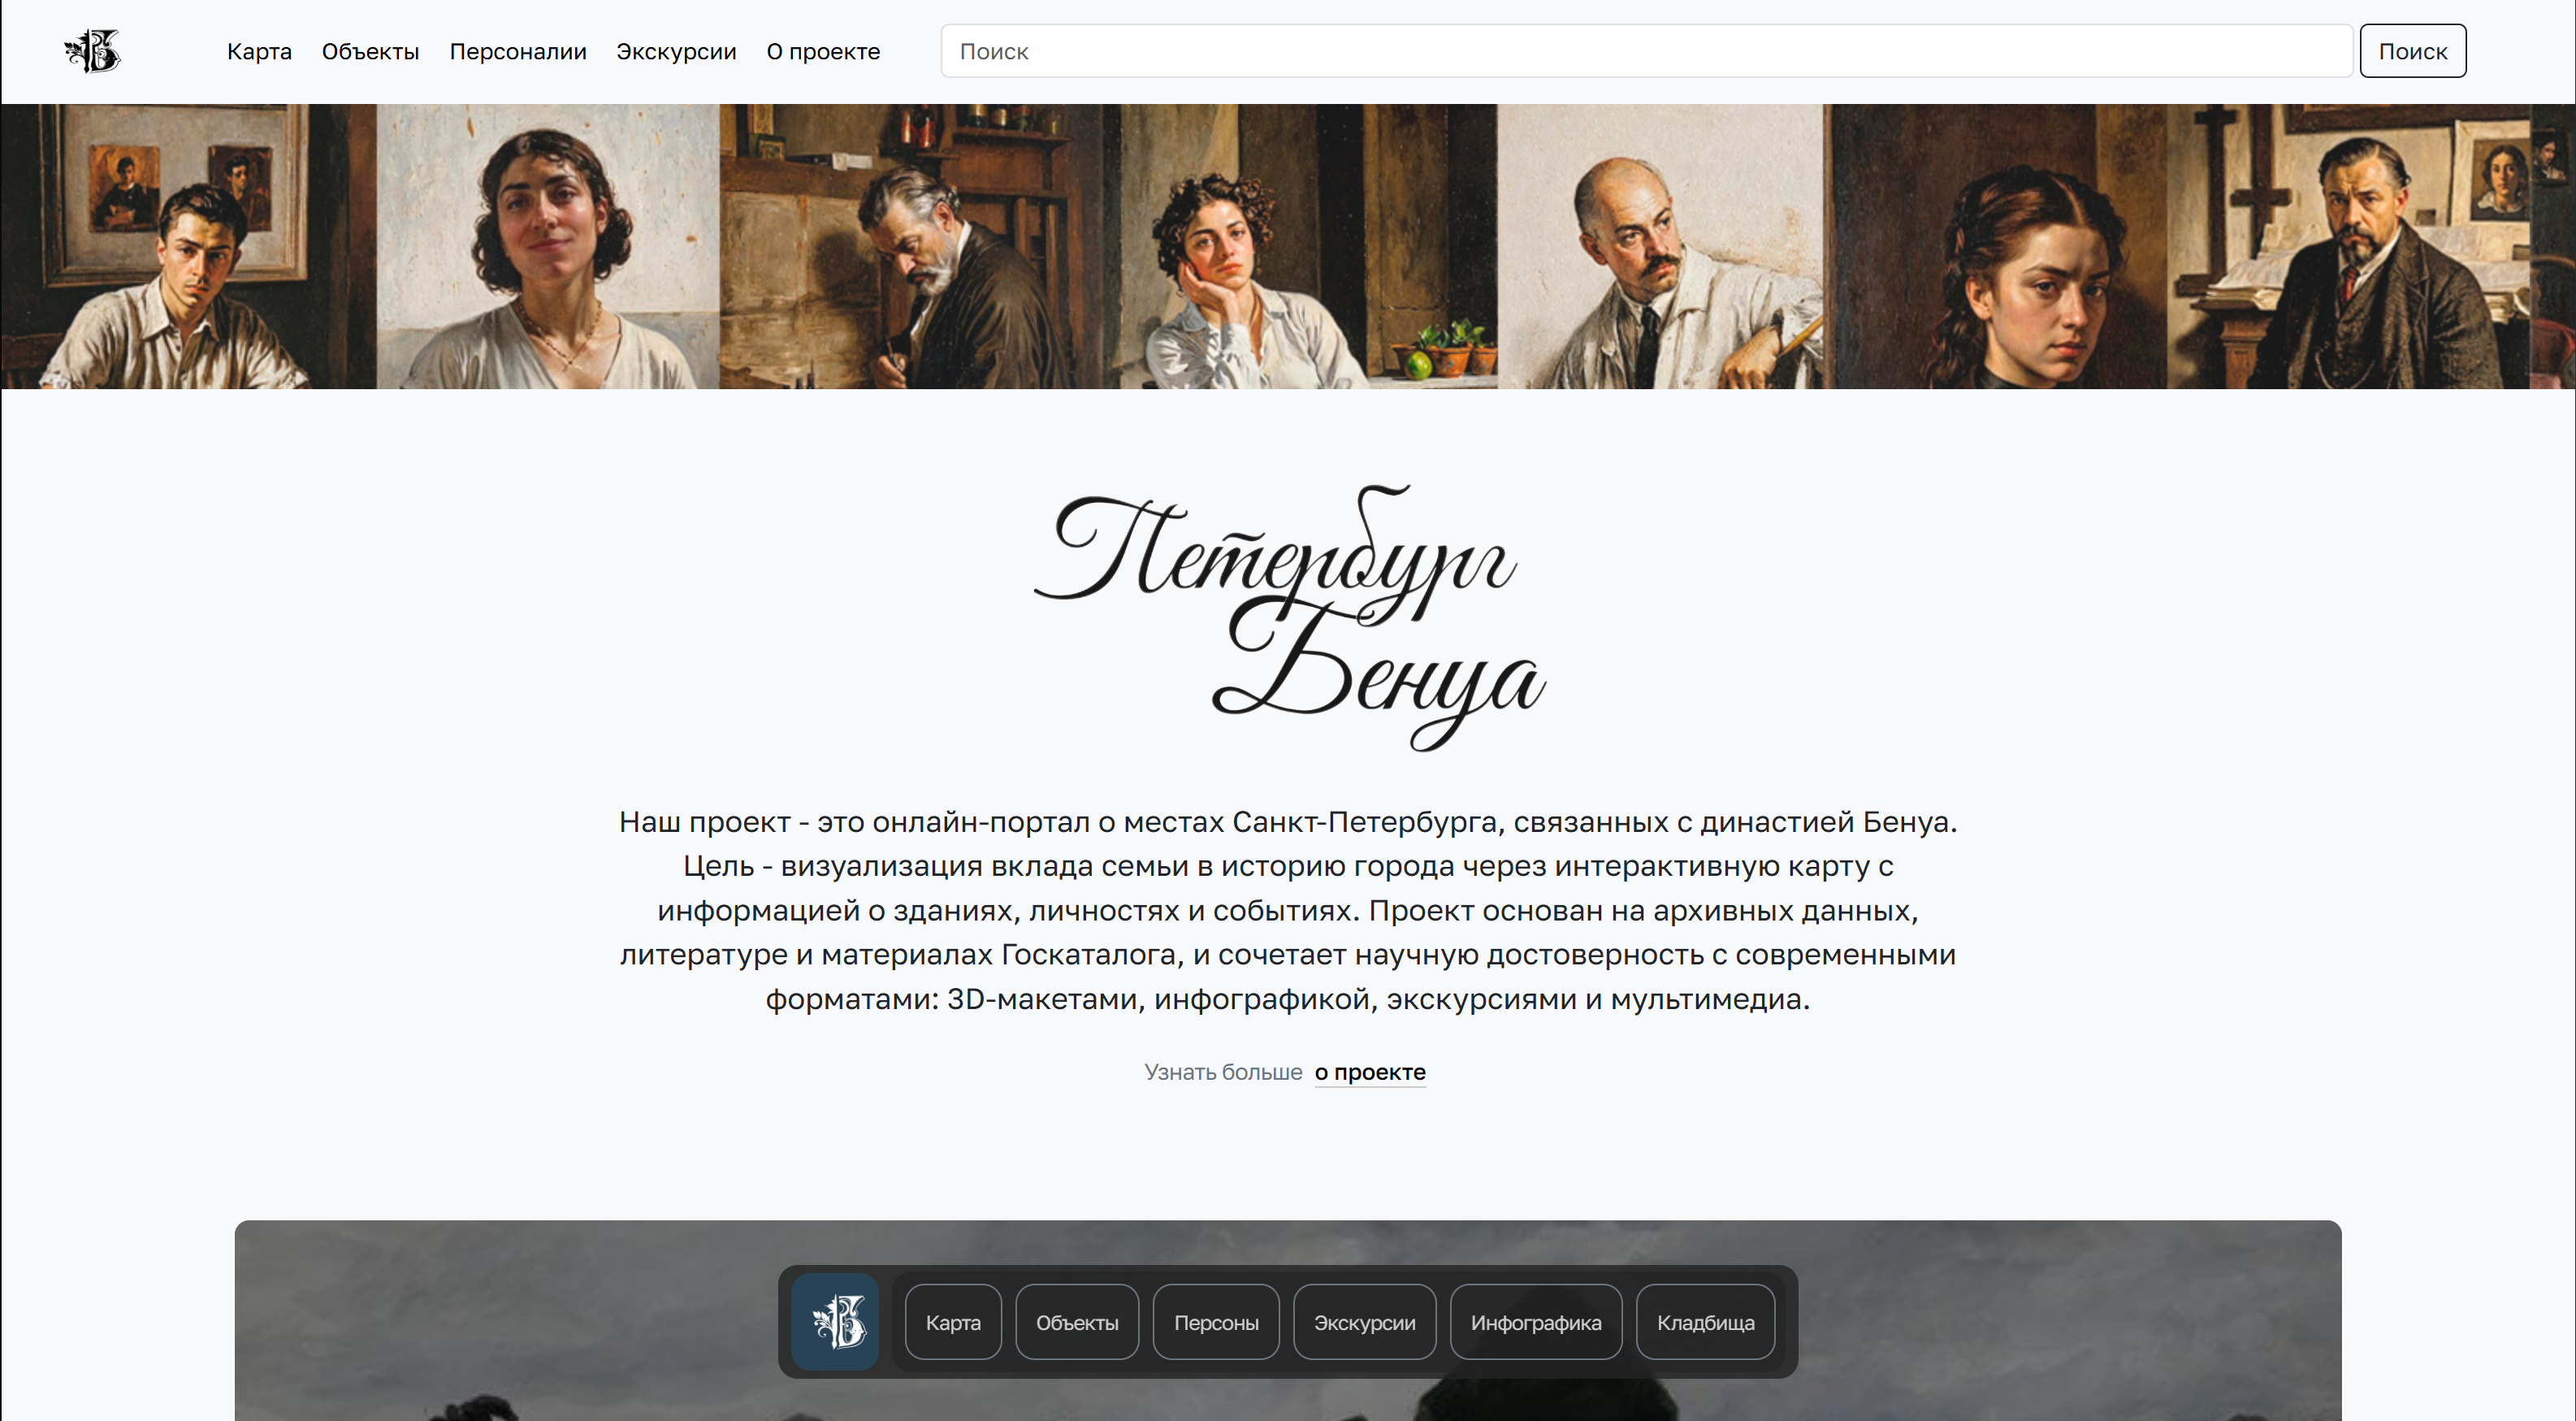 Карта Объекты Персоналии Экскурсии О проекте Поиск Поиск
Петербург
Бенуа
Наш проект - это онлайн-портал о местах Санкт-Петербурга, связанных с династией Бенуа.
Цель - визуализация вклада семьи в историю города через интерактивную карту с
информацией о зданиях, личностях и событиях. Проект основан на архивных данных,
литературе и материалах Госкаталога, и сочетает научную достоверность с современными
форматами: 3D-макетами, инфографикой, экскурсиями и мультимедиа.
Узнать больше о проекте
Карта Объекты Персоны Экскурсии Инфографика Кладбища